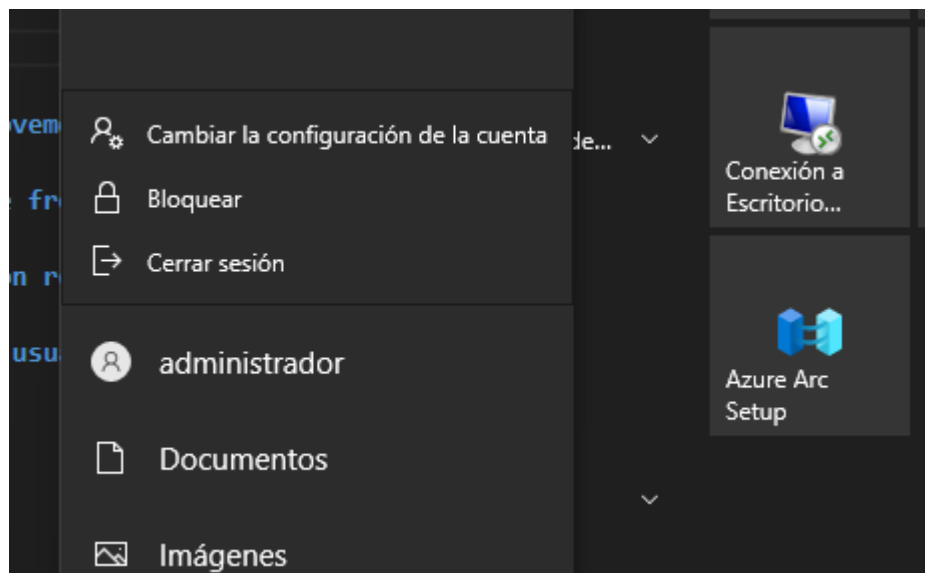 Cambiar la configuración de la cuenta
de...
Bloquear
Cerrar sesión
administrador
Documentos
Imágenes
Conexión a
Escritorio...
Azure Arc
Setup